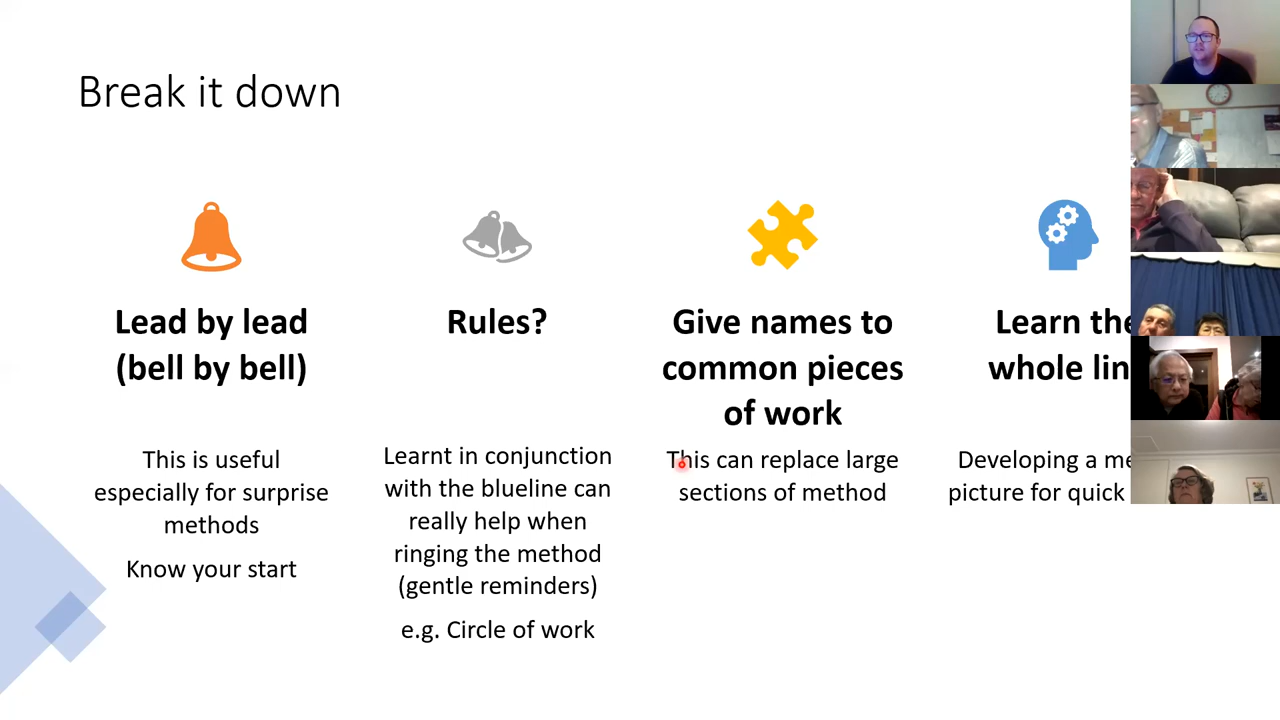 Break it down
Lead by lead
(bell by bell)
This is useful
especially for surprise
methods
Know your start
Rules?
Learnt in conjunction
with the blueline can
really help when
ringing the method
(gentle reminders)
e.g. Circle of work
Give names to
common pieces
of work
This can replace large
sections of method
Learn the
whole lin
Developing a me
picture for quick